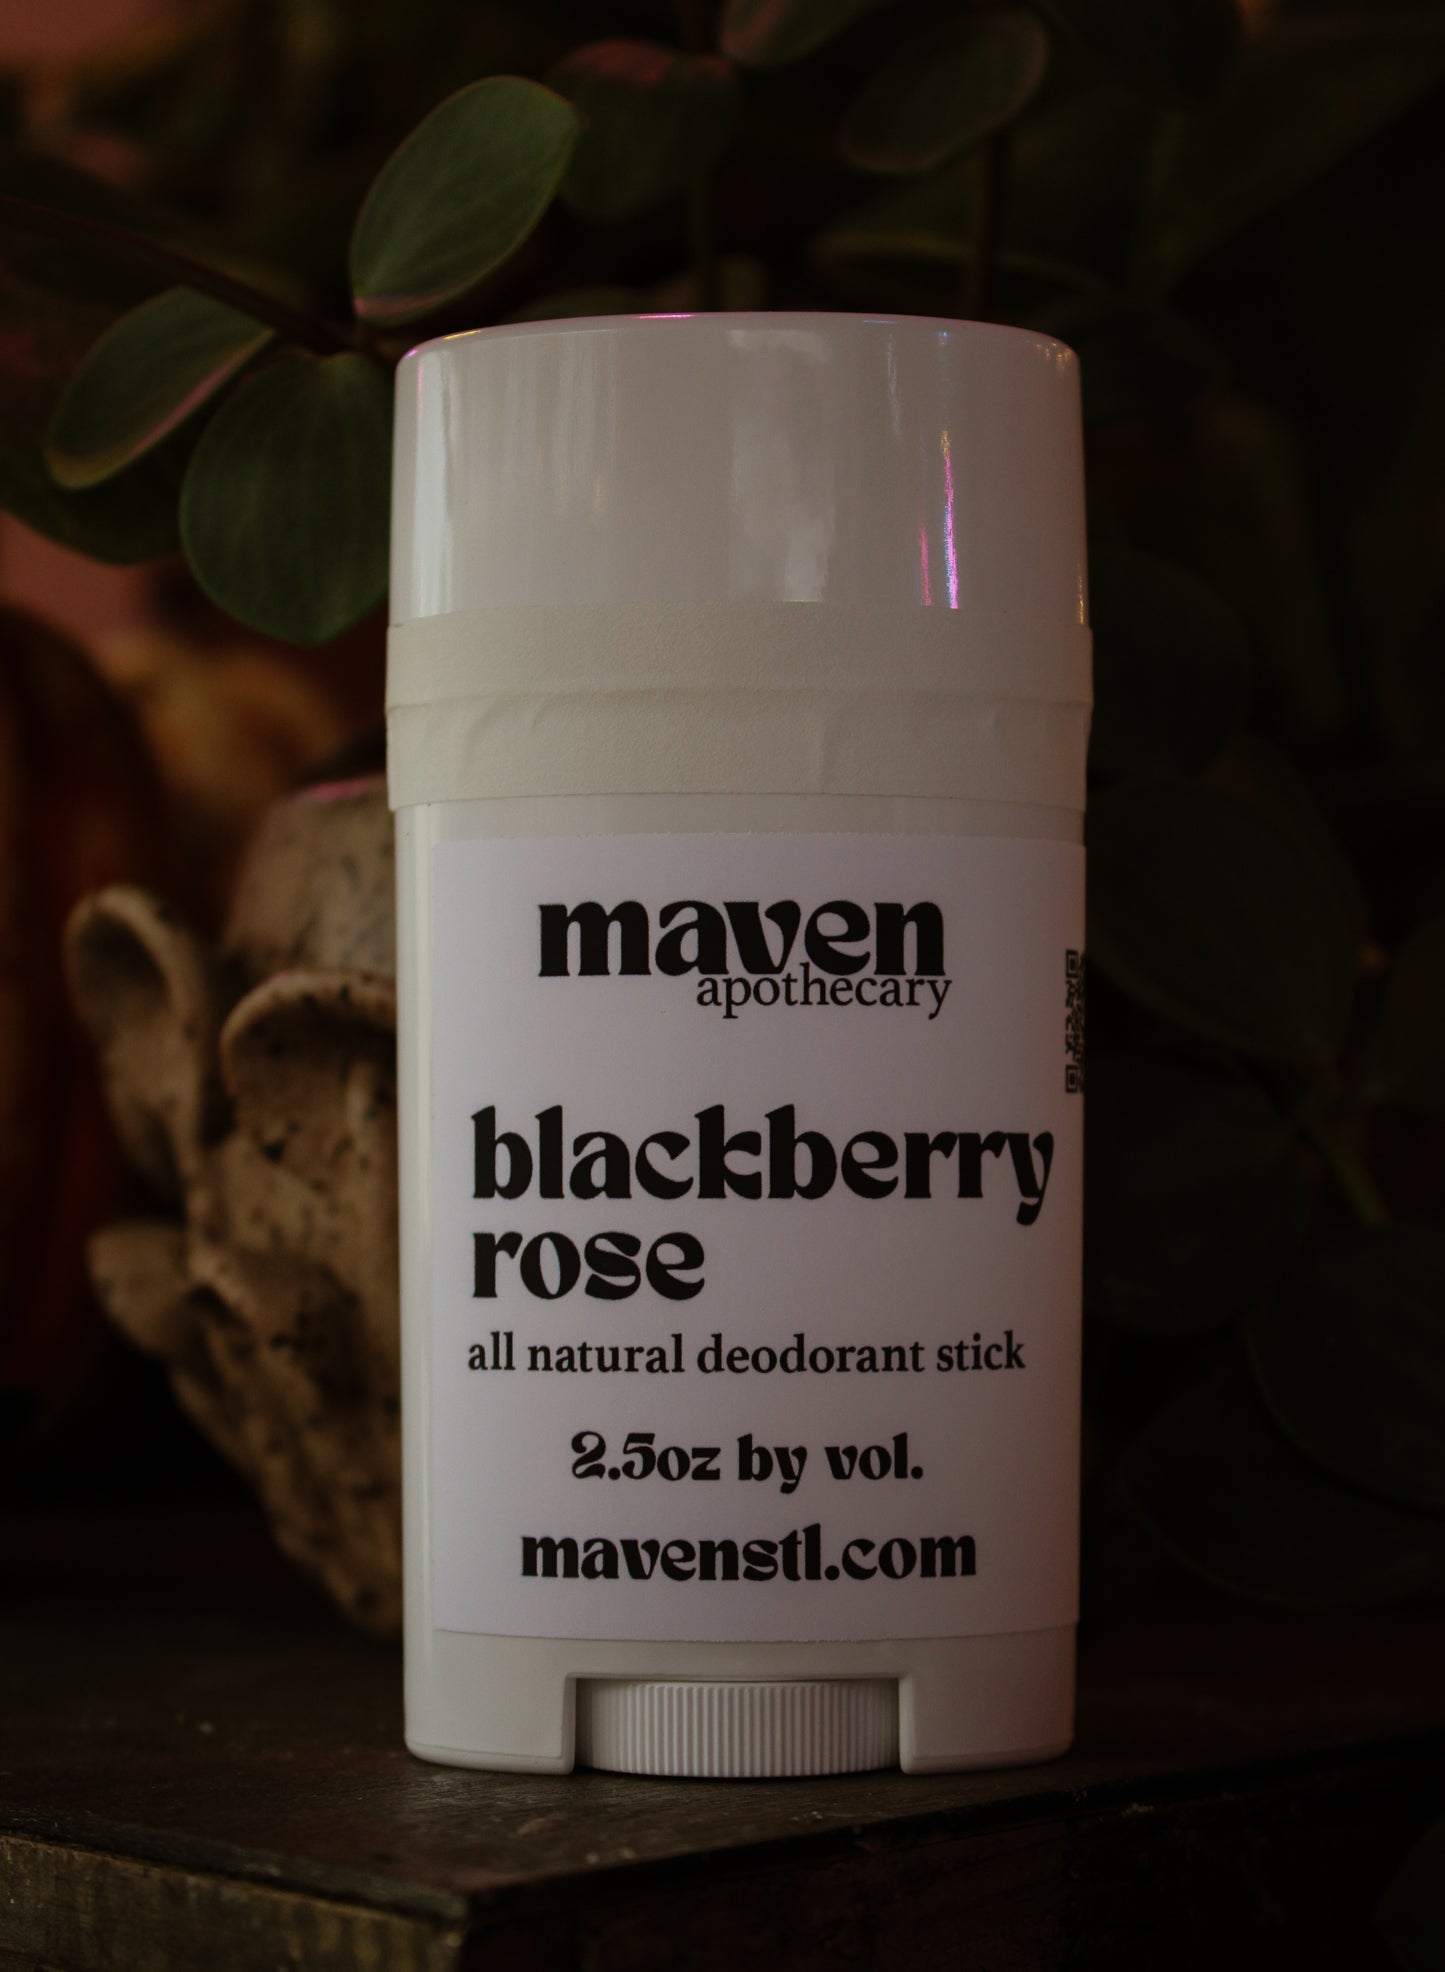 maven
apothecary
blackberry
rose
all natural deodorant stick
2.5oz by vol.
mavenstl.com